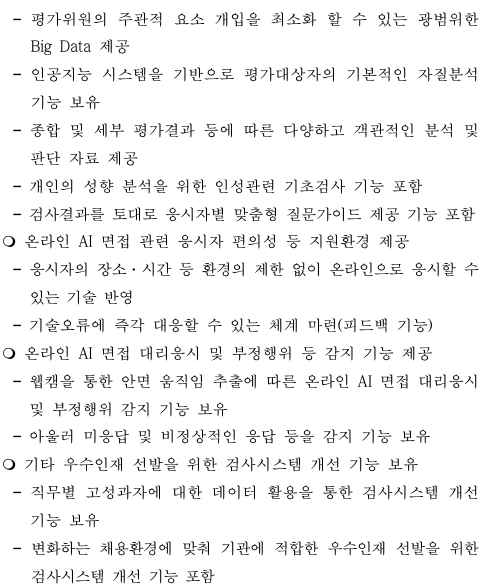 – 평가위원의 주관적 요소 개입을 최소화 할 수 있는 광범위한
Big Data 제공
– 인공지능 시스템을 기반으로 평가대상자의 기본적인 자질분석
기능 보유
– 종합 및 세부 평가결과 등에 따른 다양하고 객관적인 분석 및
판단 자료 제공
– 개인의 성향 분석을 위한 인성관련 기초검사 기능 포함
– 검사결과를 토대로 응시자별 맞춤형 질문가이드 제공 기능 포함
❍ 온라인 AI 면접 관련 응시자 편의성 등 지원환경 제공
– 응시자의 장소・시간 등 환경의 제한 없이 온라인으로 응시할 수
있는 기술 반영
– 기술오류에 즉각 대응할 수 있는 체계 마련(피드백 기능)
❍ 온라인 AI 면접 대리응시 및 부정행위 등 감지 기능 제공
– 웹캠을 통한 안면 움직임 추출에 따른 온라인 AI 면접 대리응시
및 부정행위 감지 기능 보유
– 아울러 미응답 및 비정상적인 응답 등을 감지 기능 보유
❍ 기타 우수인재 선발을 위한 검사시스템 개선 기능 보유
– 직무별 고성과자에 대한 데이터 활용을 통한 검사시스템 개선
기능 보유
– 변화하는 채용환경에 맞춰 기관에 적합한 우수인재 선발을 위한
검사시스템 개선 기능 포함